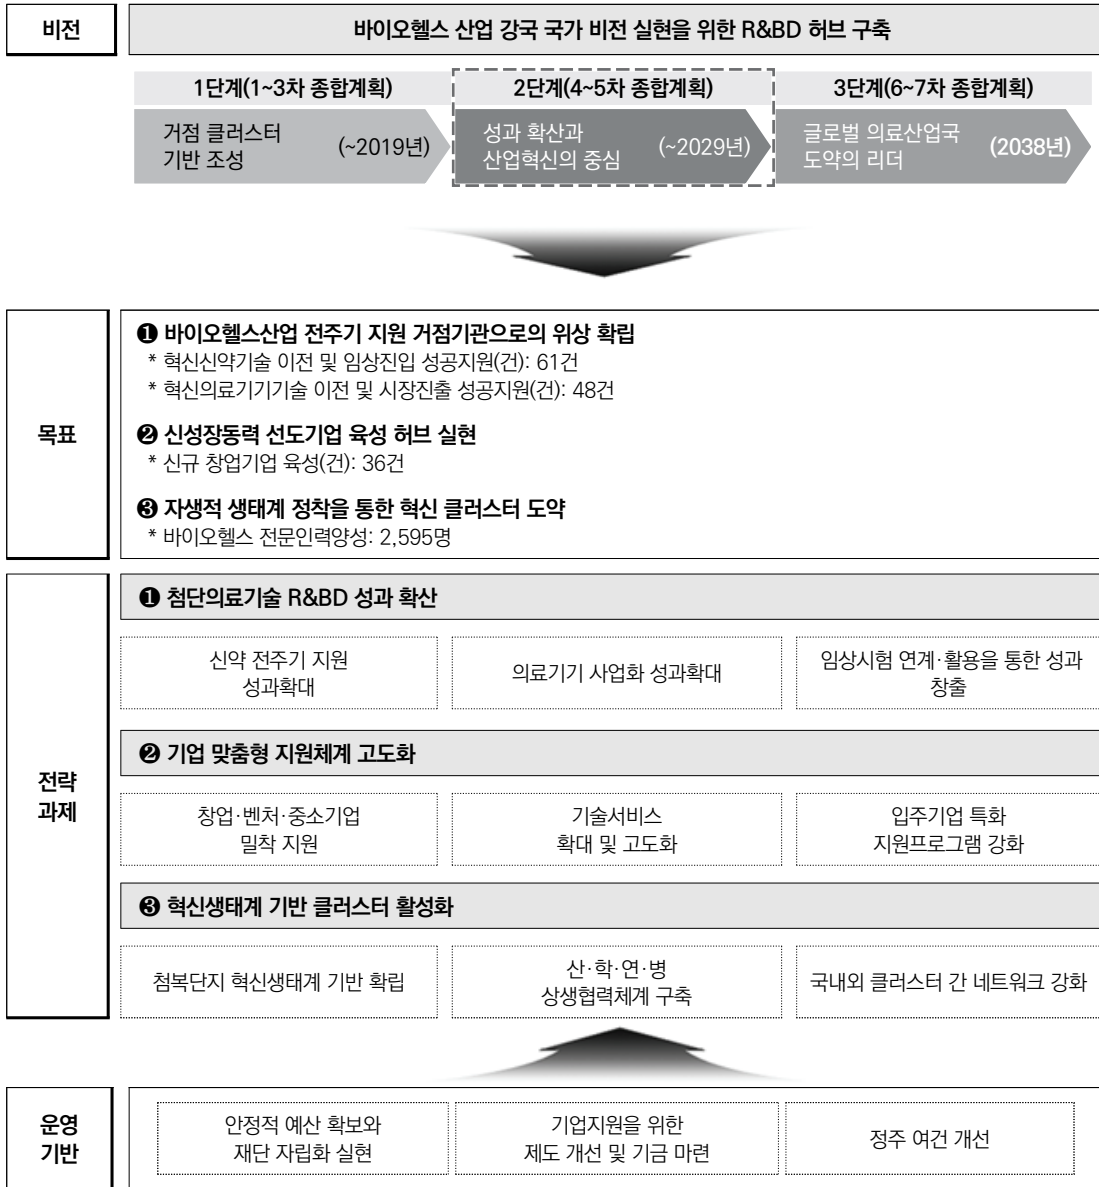 비전
바이오헬스 산업 강국 국가 비전 실현을 위한 R&BD 허브 구축
1단계(1~3차 종합계획)
거점 클러스터
기반 조성
(~2019년)
2단계(4~5차 종합계획)
성과 확산과
산업혁신의 중심
(~2029년)
3단계(6~7차 종합계획)
글로벌 의료산업국
도약의 리더
(2038년)
목표
❶ 바이오헬스산업 전주기 지원 거점기관으로의 위상 확립
* 혁신신약기술 이전 및 임상진입 성공지원(건): 61건
* 혁신의료기기기술 이전 및 시장진출 성공지원(건): 48건
❷ 신성장동력 선도기업 육성 허브 실현
* 신규 창업기업 육성(건): 36건
❸ 자생적 생태계 정착을 통한 혁신 클러스터 도약
* 바이오헬스 전문인력양성: 2,595명
전략
과제
❶ 첨단의료기술 R&BD 성과 확산
신약 전주기 지원
성과확대
의료기기 사업화 성과확대
임상시험 연계·활용을 통한 성과
창출
❷ 기업 맞춤형 지원체계 고도화
창업·벤처·중소기업
밀착 지원
기술서비스
확대 및 고도화
입주기업 특화
지원프로그램 강화
❸ 혁신생태계 기반 클러스터 활성화
첨복단지 혁신생태계 기반 확립
산·학·연·병
상생협력체계 구축
국내외 클러스터 간 네트워크 강화
운영
기반
안정적 예산 확보와
재단 자립화 실현
기업지원을 위한
제도 개선 및 기금 마련
정주 여건 개선